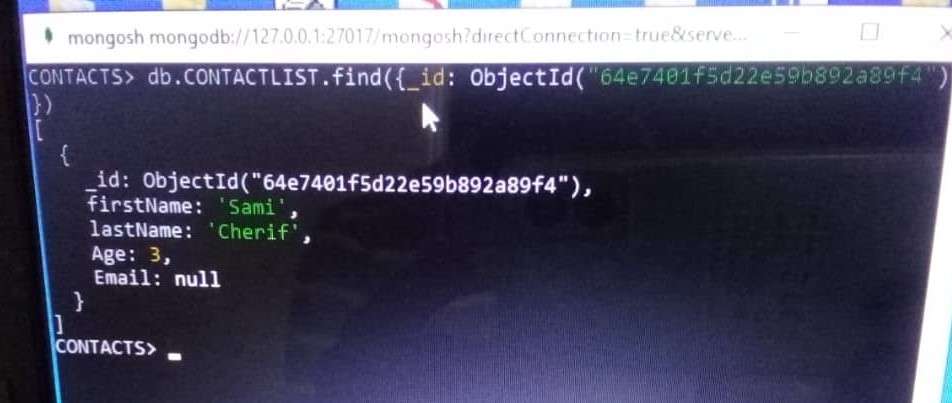 mongosh mongodb://127.0.0.1:27017/mongosh?directConnection=true&serve...
CONTACTS> db.CONTACTLIST.find({_id: ObjectId("64e7401f5d22e59b892a89f4")
})
[
{
_id: ObjectId("64e7401f5d22e59b892a89f4"),
firstName: 'Sami',
lastName: 'Cherif',
Age: 3,
Email: null
}
]
CONTACTS> _